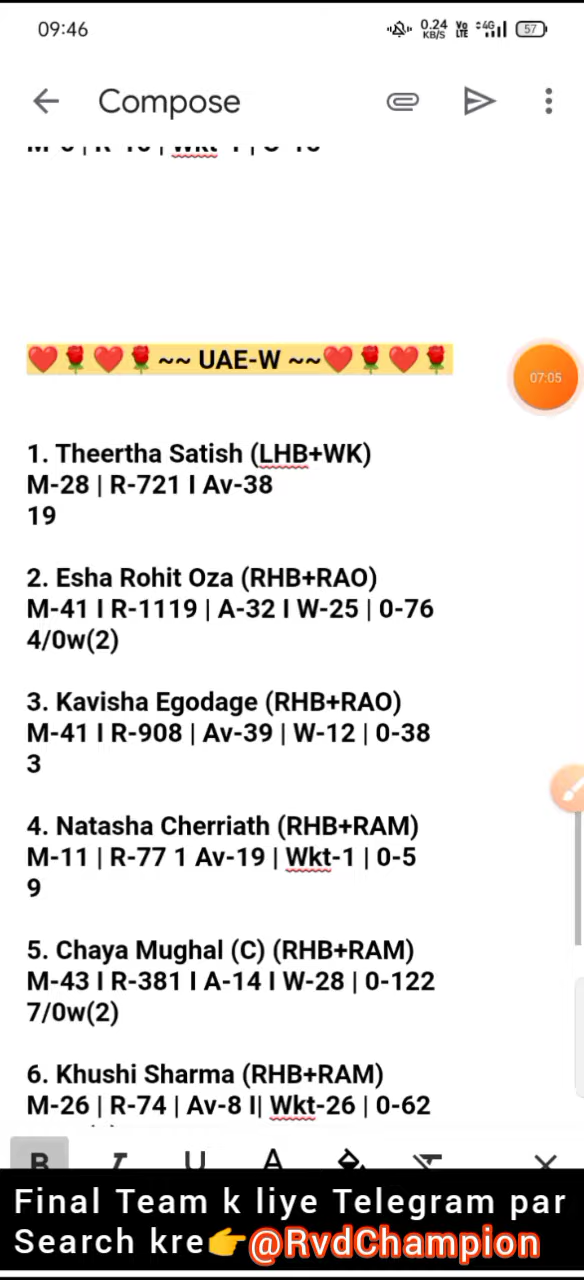 09:46
0.24 KB/S Vo LTE 4G 57
Compose
❤️🌹❤️🌹~~ UAE-W ~~❤️🌹❤️🌹
07:05
1. Theertha Satish (LHB+WK)
M-28 | R-721 I Av-38
19
2. Esha Rohit Oza (RHB+RAO)
M-41 I R-1119 | A-32 I W-25 | 0-76
4/0w(2)
3. Kavisha Egodage (RHB+RAO)
M-41 I R-908 | Av-39 | W-12 | 0-38
3
4. Natasha Cherriath (RHB+RAM)
M-11 | R-77 1 Av-19 | Wkt-1 | 0-5
9
5. Chaya Mughal (C) (RHB+RAM)
M-43 I R-381 I A-14 I W-28 | 0-122
7/0w(2)
6. Khushi Sharma (RHB+RAM)
M-26 | R-74 | Av-8 I| Wkt-26 | 0-62
B I U A
Final Team k liye Telegram par
Search kre👉@RvdChampion